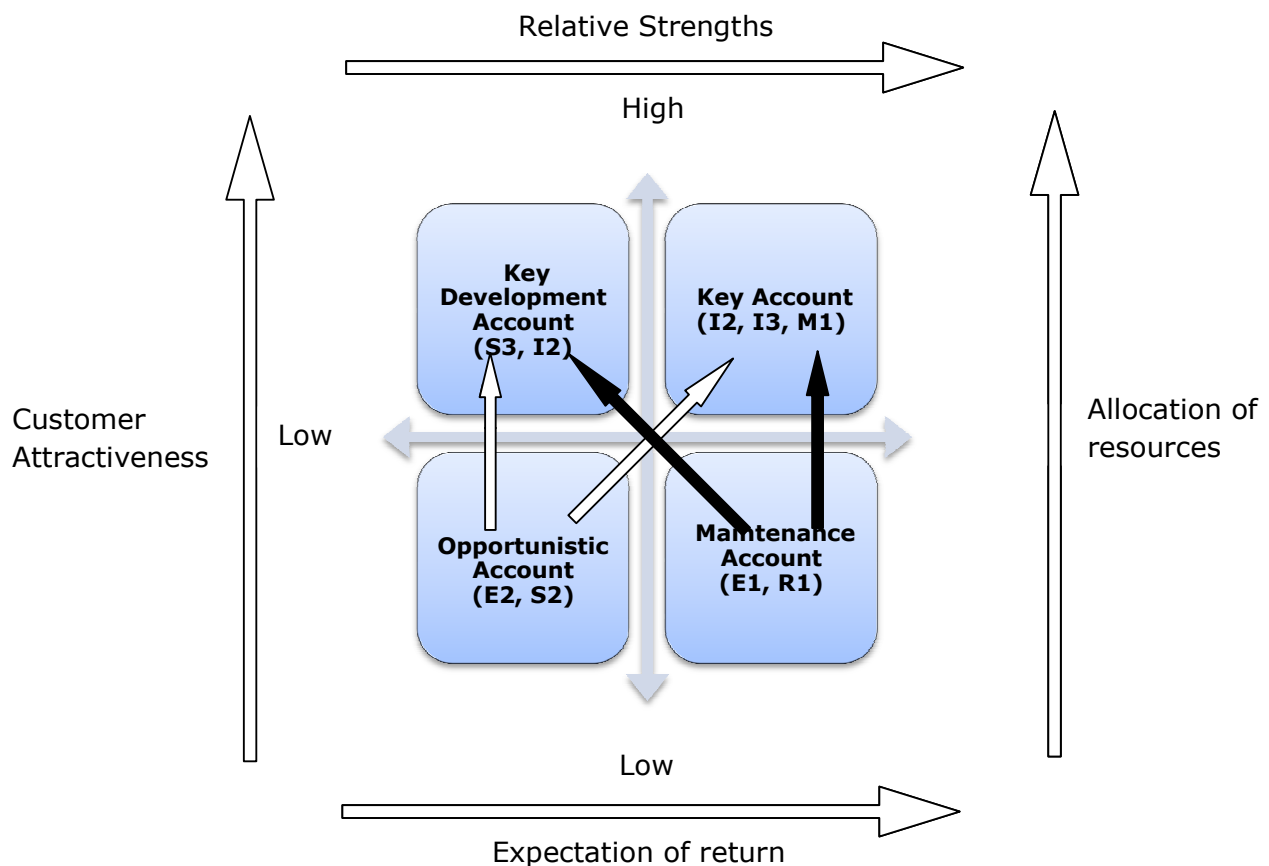 Relative Strengths
High
Key
Development
Account
(S3, I2)
Key Account
(I2, I3, M1)
Customer
Attractiveness
Low
Allocation of
resources
Opportunistic
Account
(E2, S2)
Maintenance
Account
(E1, R1)
Low
Expectation of return